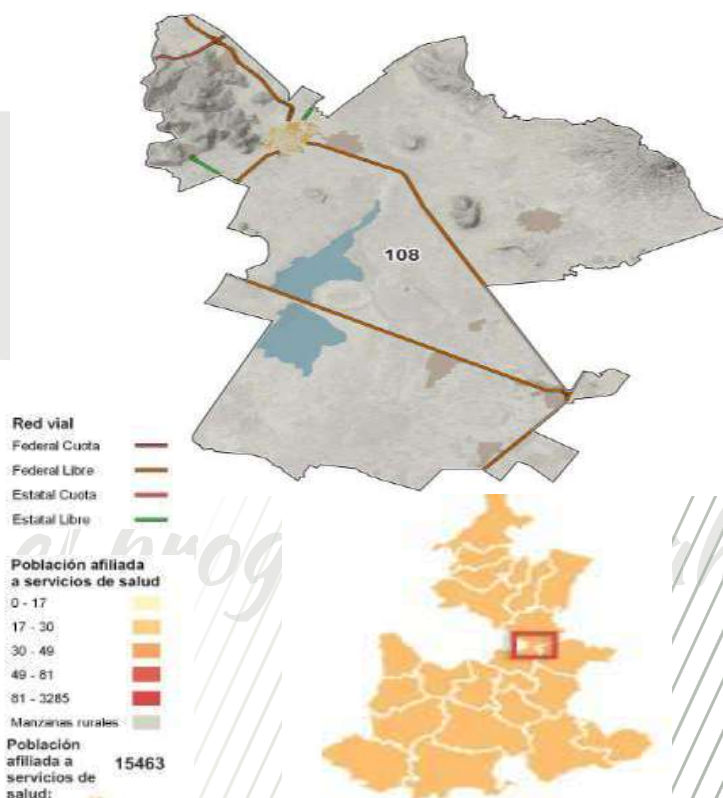 108
Red vial
Federal Cuota
Federal Libre
Estatal Cuota
Estatal Libre
Población afiliada
a servicios de salud
0 - 17
17 - 30
30 - 49
49 - 81
81 - 3285
Manzanas rurales
Población
afiliada a 15463
servicios de
salud: